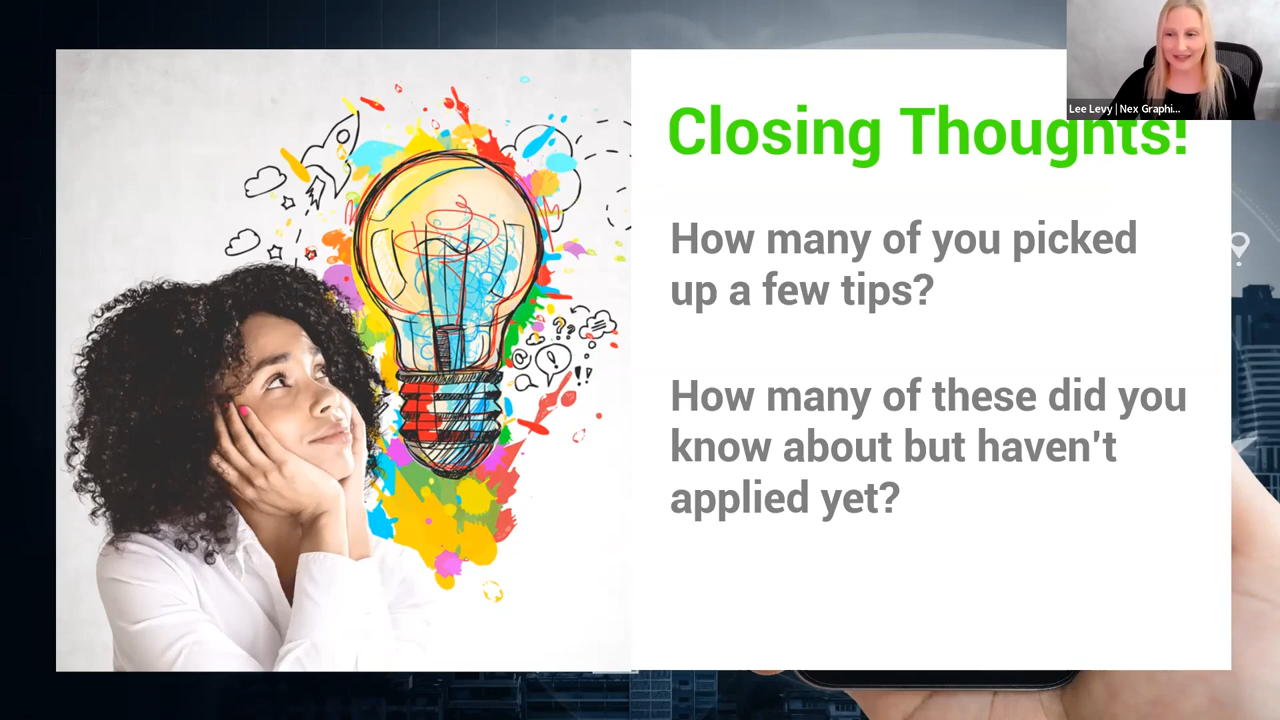 Lee Levy | Nex Graphi...
Closing Thoughts!
How many of you picked
up a few tips?
How many of these did you
know about but haven't
applied yet?